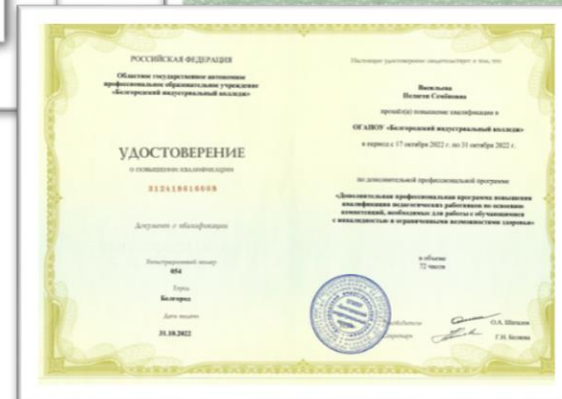 РОССИЙСКАЯ ФЕДЕРАЦИЯ
Областное государственное автономное
профессиональное образовательное учреждение
«Белгородский индустриальный колледж»
УДОСТОВЕРЕНИЕ
о повышении квалификации
Документ о квалификации
Регистрационный номер
054
Город
Белгород
Дата выдачи
31.10.2022
Настоящее удостоверение свидетельствует о том, что
Васильева
Пелагея Семёновна
прошёл(а) повышение квалификации в
ОГАПОУ «Белгородский индустриальный колледж»
в период с 17 октября 2022 г. по 31 октября 2022 г.
по дополнительной профессиональной программе
«Дополнительная профессиональная программа повышения
квалификации педагогических работников по освоению
компетенций, необходимых для работы с обучающимися
с инвалидностью и ограниченными возможностями здоровья»
в объеме
72 часов
Руководитель
О.А. Шаталов
Секретарь
Г.Н. Беляева